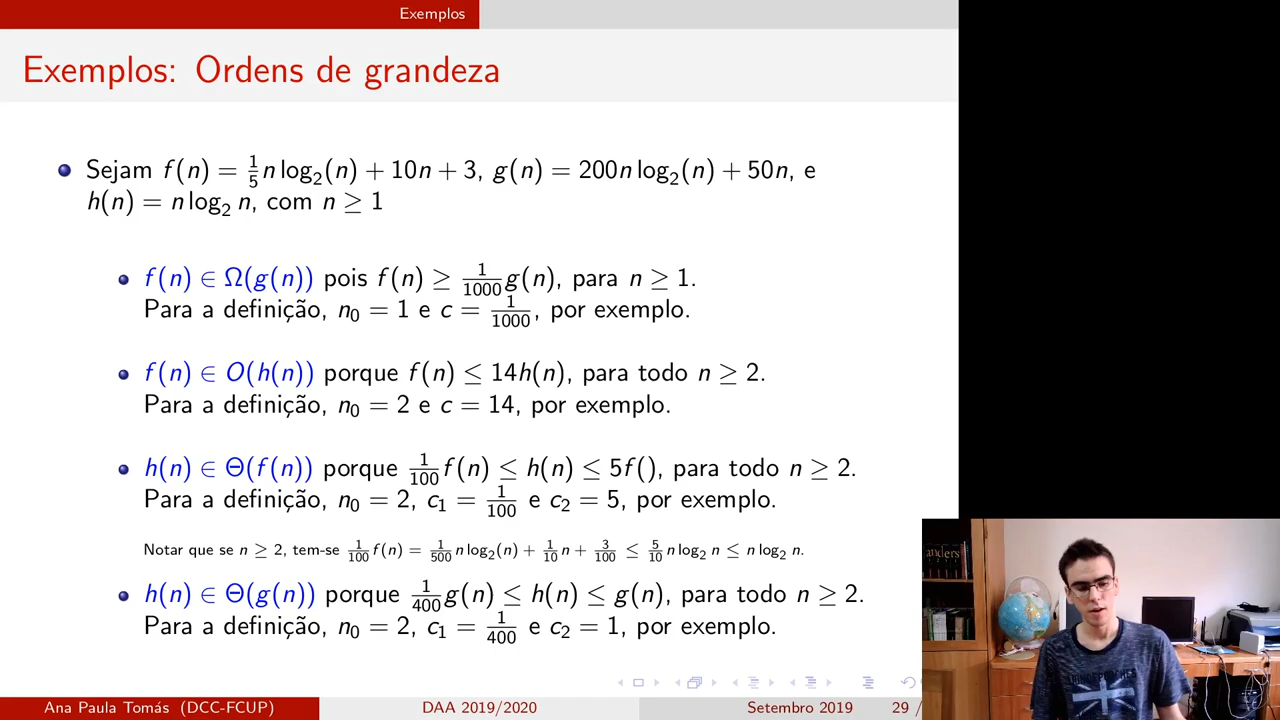 Exemplos
Exemplos: Ordens de grandeza
Sejam f(n) = 1/5 n log₂(n) + 10n + 3, g(n) = 200n log₂(n) + 50n, e
h(n) = n log₂ n, com n ≥ 1
f(n) ∈ Ω(g(n)) pois f(n) ≥ 1/1000 g(n), para n ≥ 1.
Para a definição, n₀ = 1 e c = 1/1000, por exemplo.
f(n) ∈ O(h(n)) porque f(n) ≤ 14h(n), para todo n ≥ 2.
Para a definição, n₀ = 2 e c = 14, por exemplo.
h(n) ∈ Θ(f(n)) porque 1/100 f(n) ≤ h(n) ≤ 5f(), para todo n ≥ 2.
Para a definição, n₀ = 2, c₁ = 1/100 e c₂ = 5, por exemplo.
Notar que se n ≥ 2, tem-se 1/100 f(n) = 1/500 n log₂(n) + 1/10 n + 3/100 ≤ 5/10 n log₂ n ≤ n log₂ n.
h(n) ∈ Θ(g(n)) porque 1/400 g(n) ≤ h(n) ≤ g(n), para todo n ≥ 2.
Para a definição, n₀ = 2, c₁ = 1/400 e c₂ = 1, por exemplo.
anders
Ana Paula Tomás (DCC-FCUP)
DAA 2019/2020
Setembro 2019
29 /